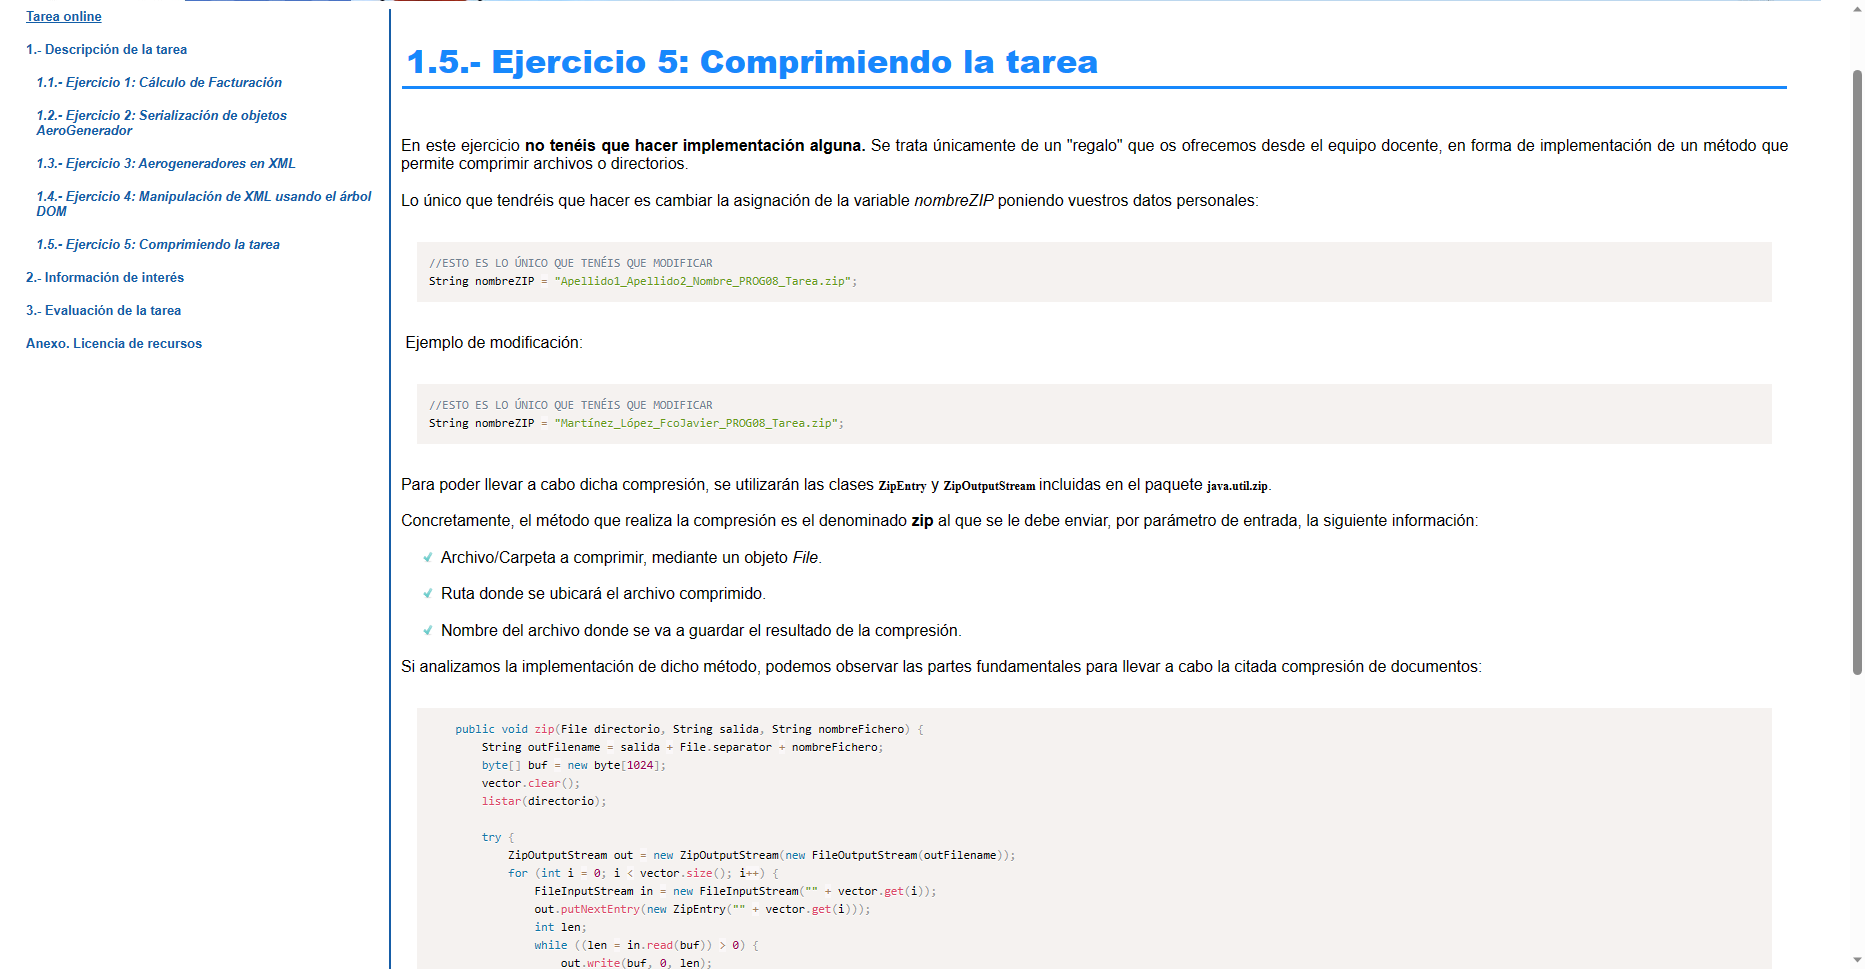 Tarea online
1.- Descripción de la tarea
1.1.- Ejercicio 1: Cálculo de Facturación
1.2.- Ejercicio 2: Serialización de objetos
AeroGenerador
1.3.- Ejercicio 3: Aerogeneradores en XML
1.4.- Ejercicio 4: Manipulación de XML usando el árbol
DOM
1.5.- Ejercicio 5: Comprimiendo la tarea
2.- Información de interés
3.- Evaluación de la tarea
Anexo. Licencia de recursos
1.5.- Ejercicio 5: Comprimiendo la tarea
En este ejercicio no tenéis que hacer implementación alguna. Se trata únicamente de un "regalo" que os ofrecemos desde el equipo docente, en forma de implementación de un método que
permite comprimir archivos o directorios.
Lo único que tendréis que hacer es cambiar la asignación de la variable nombreZIP poniendo vuestros datos personales:
//ESTO ES LO ÚNICO QUE TENÉIS QUE MODIFICAR
String nombreZIP = "Apellido1_Apellido2_Nombre_PROG08_Tarea.zip";
Ejemplo de modificación:
//ESTO ES LO ÚNICO QUE TENÉIS QUE MODIFICAR
String nombreZIP = "Martínez_López_FcoJavier_PROG08_Tarea.zip";
Para poder llevar a cabo dicha compresión, se utilizarán las clases ZipEntry y ZipOutputStream incluidas en el paquete java.util.zip.
Concretamente, el método que realiza la compresión es el denominado zip al que se le debe enviar, por parámetro de entrada, la siguiente información:
Archivo/Carpeta a comprimir, mediante un objeto File.
Ruta donde se ubicará el archivo comprimido.
Nombre del archivo donde se va a guardar el resultado de la compresión.
Si analizamos la implementación de dicho método, podemos observar las partes fundamentales para llevar a cabo la citada compresión de documentos:
public void zip(File directorio, String salida, String nombreFichero) {
String outFilename = salida + File.separator + nombreFichero;
byte[] buf = new byte[1024];
vector.clear();
listar(directorio);
try {
ZipOutputStream out = new ZipOutputStream(new FileOutputStream(outFilename));
for (int i = 0; i < vector.size(); i++) {
FileInputStream in = new FileInputStream("" + vector.get(i));
out.putNextEntry(new ZipEntry("" + vector.get(i)));
int len;
while ((len = in.read(buf)) > 0) {
out.write(buf, 0, len);